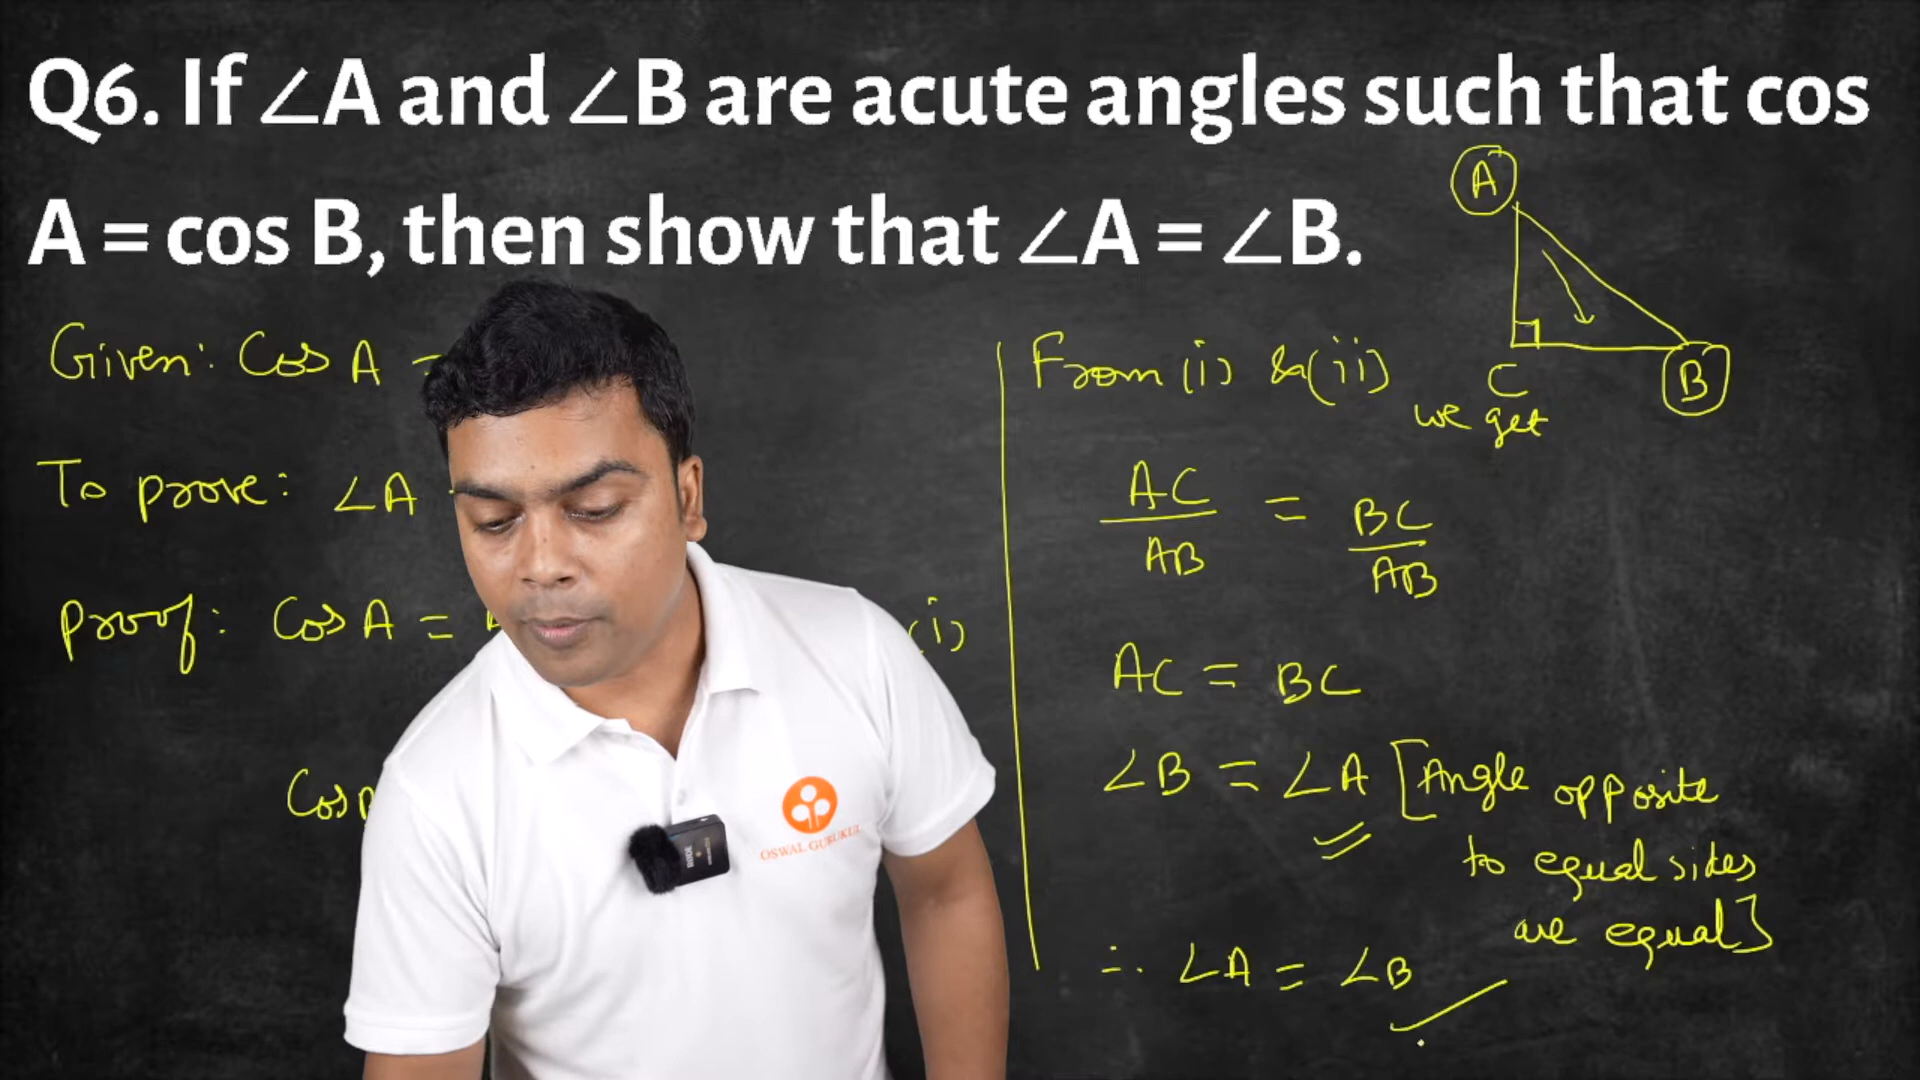 Q6. If ∠A and ∠B are acute angles such that cos
A = cos B, then show that ∠A = ∠B.
Given: Cos A =
To prove: ∠A
Proof: Cos A =
(i)
Cos
From (i) & (ii)
we get
AC/AB = BC/AB
AC = BC
∠B = ∠A [Angle opposite
to equal sides
are equal]
∴ ∠A = ∠B
A
C
B
OSWAL GURUKUL
RODE